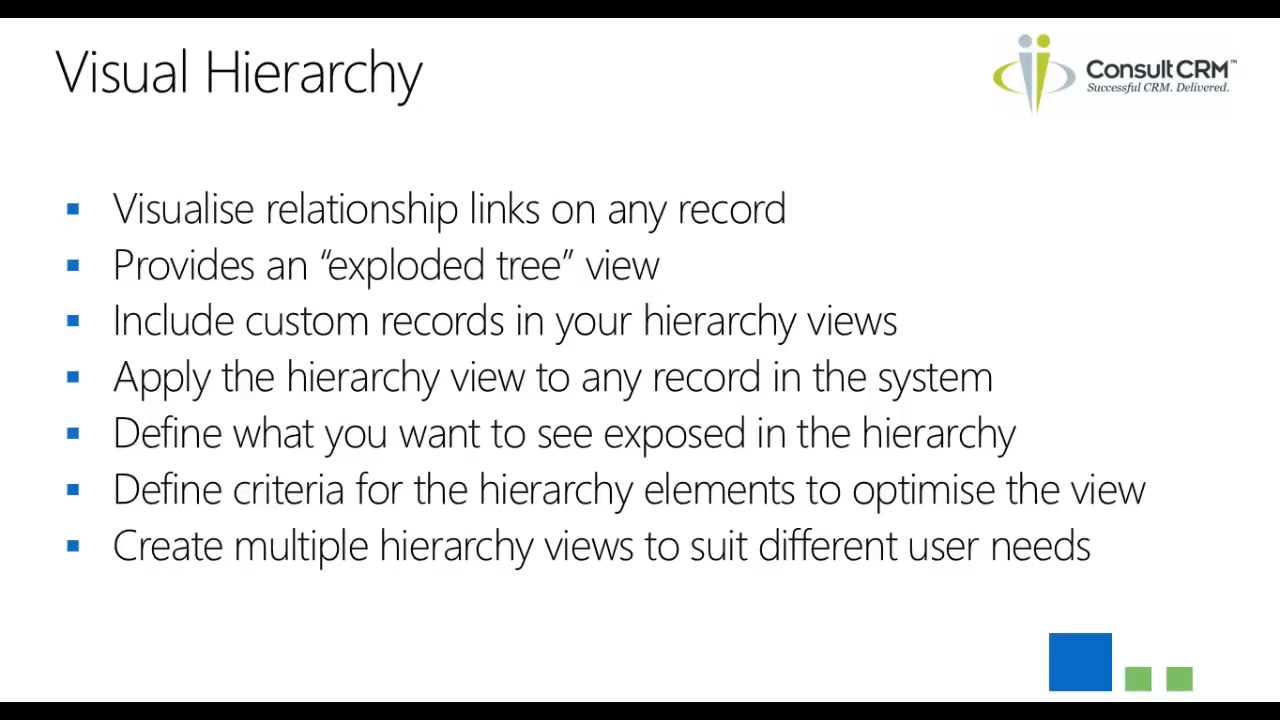 Visual Hierarchy
ConsultCRM™
Successful CRM. Delivered.
Visualise relationship links on any record
Provides an “exploded tree” view
Include custom records in your hierarchy views
Apply the hierarchy view to any record in the system
Define what you want to see exposed in the hierarchy
Define criteria for the hierarchy elements to optimise the view
Create multiple hierarchy views to suit different user needs